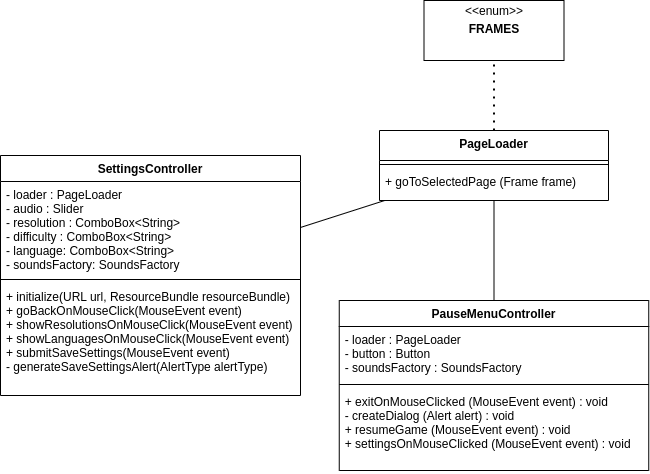 <<enum>>
FRAMES
PageLoader
+ goToSelectedPage (Frame frame)
SettingsController
- loader : PageLoader
- audio : Slider
- resolution : ComboBox<String>
- difficulty : ComboBox<String>
- language: ComboBox<String>
- soundsFactory: SoundsFactory
+ initialize(URL url, ResourceBundle resourceBundle)
+ goBackOnMouseClick(MouseEvent event)
+ showResolutionsOnMouseClick(MouseEvent event)
+ showLanguagesOnMouseClick(MouseEvent event)
+ submitSaveSettings(MouseEvent event)
- generateSaveSettingsAlert(AlertType alertType)
PauseMenuController
- loader : PageLoader
- button : Button
- soundsFactory : SoundsFactory
+ exitOnMouseClicked (MouseEvent event) : void
- createDialog (Alert alert) : void
+ resumeGame (MouseEvent event) : void
+ settingsOnMouseClicked (MouseEvent event) : void